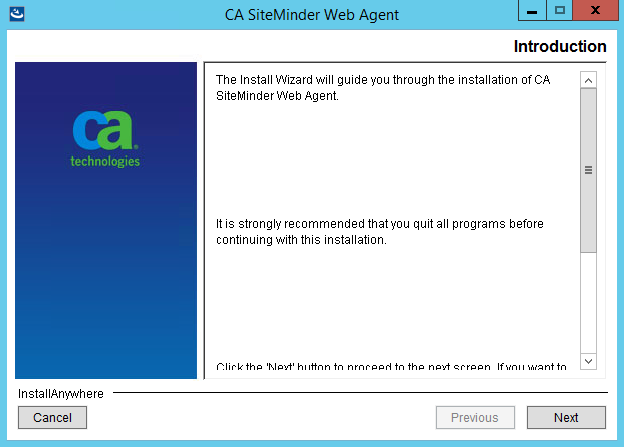 CA SiteMinder Web Agent
Introduction
ca
technologies
The Install Wizard will guide you through the installation of CA
SiteMinder Web Agent.
It is strongly recommended that you quit all programs before
continuing with this installation.
Click the 'Next' button to proceed to the next screen. If you want to
InstallAnywhere
Cancel
Previous
Next